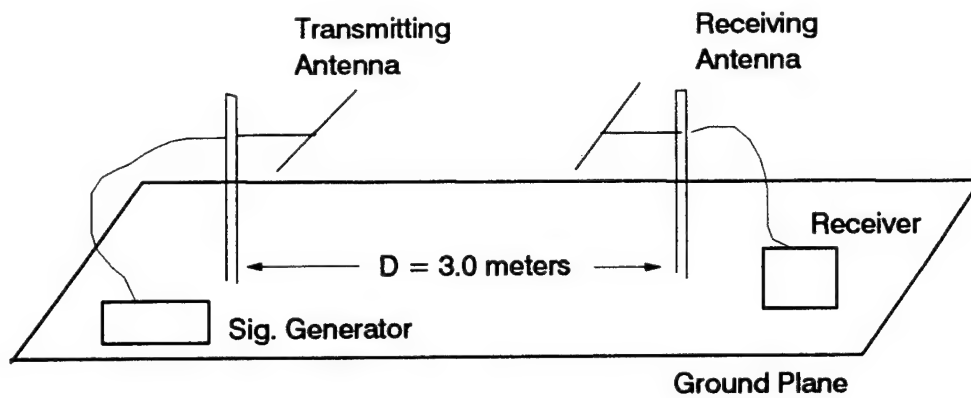 Transmitting
Antenna
Receiving
Antenna
Receiver
D = 3.0 meters
Sig. Generator
Ground Plane